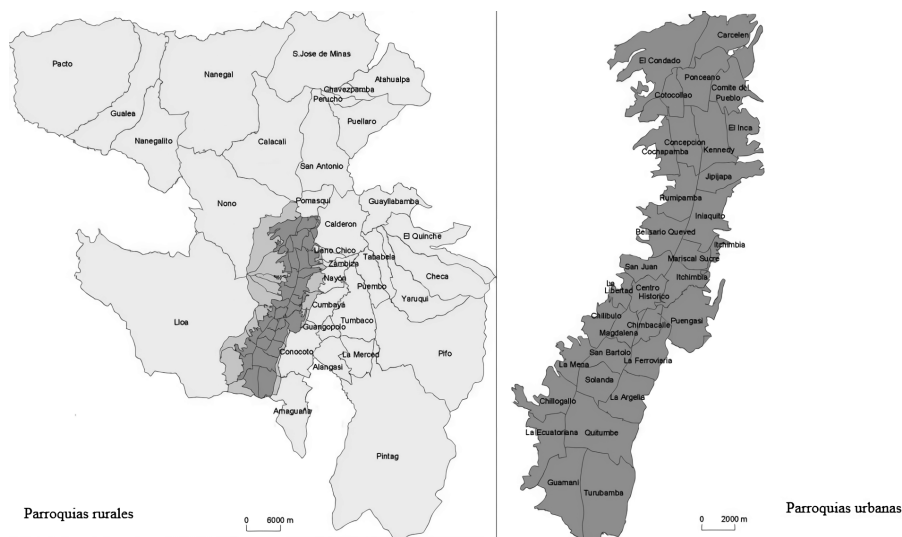 Pacto
Nanegal
S.Jose de Minas
Atahualpa
Chavezpamba
Perucho
Puellaro
Gualea
Nanegalito
Calacali
San Antonio
Nono
Pomasqui
Guayllabamba
Calderon
El Quinche
Llano Chico
Zambiza
Tababela
Checa
Nayon
Puembo
Yaruqui
Cumbaya
Lloa
Guangopolo
Tumbaco
Conocoto
La Merced
Pifo
Alangasi
Amaguaña
Pintag
Parroquias rurales
0 6000 m
Carcelen
El Condado
Ponceano
Cotocollao
Comite del
Pueblo
El Inca
Concepcion
Cochapamba
Kennedy
Jipijapa
Rumipamba
Iniaquito
Belisario Queved
Itchimbia
Mariscal Sucre
San Juan
Itchimbia
La
Libertad
Centro
Historico
Chilibulo
Puengasi
Chimbacalle
Magdalena
San Bartolo
La Ferroviaria
La Mena
Solanda
La Argelia
Chillogallo
La Ecuatoriana
Quitumbe
Guamani
Turubamba
0 2000 m
Parroquias urbanas